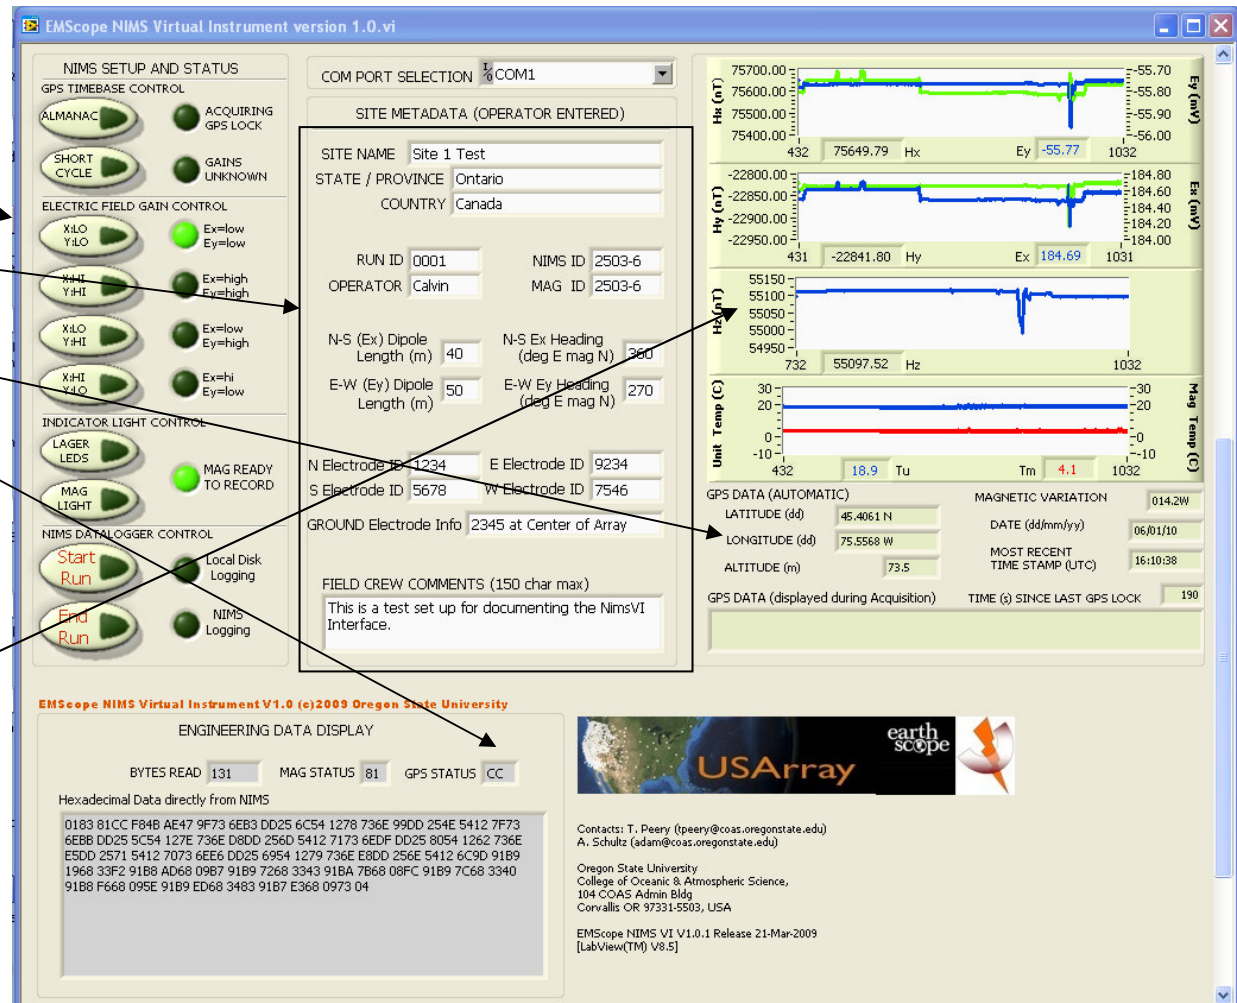 EMScope NIMS Virtual Instrument version 1.0.vi
NIMS SETUP AND STATUS
GPS TIMEBASE CONTROL
ALMANAC
ACQUIRING
GPS LOCK
SHORT
CYCLE
GAINS
UNKNOWN
ELECTRIC FIELD GAIN CONTROL
X:LO
Y:LO
Ex=low
Ey=low
X:HI
Y:HI
Ex=high
Ey=high
X:LO
Y:HI
Ex=low
Ey=high
X:HI
Y:LO
Ex=hi
Ey=low
INDICATOR LIGHT CONTROL
LAGER
LEDS
MAG READY
TO RECORD
MAG
LIGHT
NIMS DATALOGGER CONTROL
Start
Run
Local Disk
Logging
End
Run
NIMS
Logging
COM PORT SELECTION I/O COM1
SITE METADATA (OPERATOR ENTERED)
SITE NAME Site 1 Test
STATE / PROVINCE Ontario
COUNTRY Canada
RUN ID 0001 NIMS ID 2503-6
OPERATOR Calvin MAG ID 2503-6
N-S (Ex) Dipole
Length (m) 40
N-S Ex Heading
(deg E mag N) 360
E-W (Ey) Dipole
Length (m) 50
E-W Ey Heading
(deg E mag N) 270
N Electrode ID 1234 E Electrode ID 9234
S Electrode ID 5678 W Electrode ID 7546
GROUND Electrode Info 2345 at Center of Array
FIELD CREW COMMENTS (150 char max)
This is a test set up for documenting the NimsVI
Interface.
Hx (nT)
75700.00
75600.00
75500.00
75400.00
-55.70
-55.80
-55.90
-56.00
Ey (mV)
432 75649.79 Hx Ey -55.77 1032
Hy (nT)
-22800.00
-22850.00
-22900.00
-22950.00
184.80
184.60
184.40
184.20
184.00
Ex (mV)
431 -22841.80 Hy Ex 184.69 1031
Hz (nT)
55150
55100
55050
55000
54950
732 55097.52 Hz 1032
Unit Temp (C)
30
20
0
-10
30
20
0
-10
Mag Temp (C)
432 18.9 Tu Tm 4.1 1032
GPS DATA (AUTOMATIC)
LATITUDE (dd) 45.4061 N
LONGITUDE (dd) 75.5568 W
ALTITUDE (m) 73.5
MAGNETIC VARIATION 014.2W
DATE (dd/mm/yy) 06/01/10
MOST RECENT
TIME STAMP (UTC) 16:10:38
GPS DATA (displayed during Acquisition) TIME (s) SINCE LAST GPS LOCK 190
EMScope NIMS Virtual Instrument V1.0 (c)2009 Oregon State University
ENGINEERING DATA DISPLAY
BYTES READ 131 MAG STATUS 81 GPS STATUS CC
Hexadecimal Data directly from NIMS
0183 81CC F84B AE47 9F73 6EB3 DD25 6C54 1278 736E 99DD 254E 5412 7F73
6EBB DD25 5C54 127E 736E D8DD 256D 5412 7173 6EDF DD25 8054 1262 736E
E5DD 2571 5412 7073 6EE6 DD25 6954 1279 736E E8DD 256E 5412 6C9D 91B9
1968 33F2 91B8 AD68 09B7 91B9 7268 3343 91BA 7B68 08FC 91B9 7C68 3340
91B8 F668 095E 91B9 ED68 3483 91B7 E368 0973 04
USArray
earth
scope
Contacts: T. Peery (tpeery@coas.oregonstate.edu)
A. Schultz (adam@coas.oregonstate.edu)
Oregon State University
College of Oceanic & Atmospheric Science,
104 COAS Admin Bldg
Corvallis OR 97331-5503, USA
EMScope NIMS VI V1.0.1 Release 21-Mar-2009
[LabView(TM) V8.5]